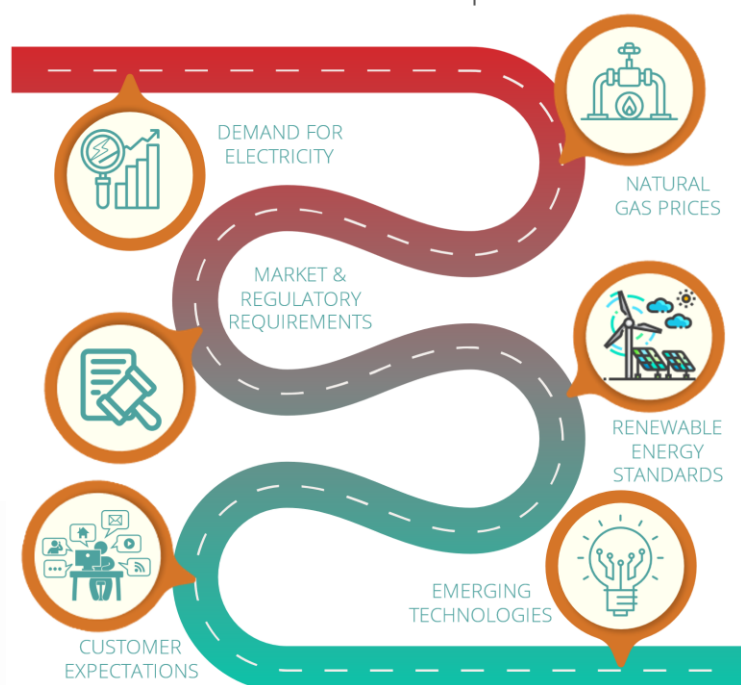 DEMAND FOR
ELECTRICITY
NATURAL
GAS PRICES
MARKET &
REGULATORY
REQUIREMENTS
RENEWABLE
ENERGY
STANDARDS
EMERGING
TECHNOLOGIES
CUSTOMER
EXPECTATIONS